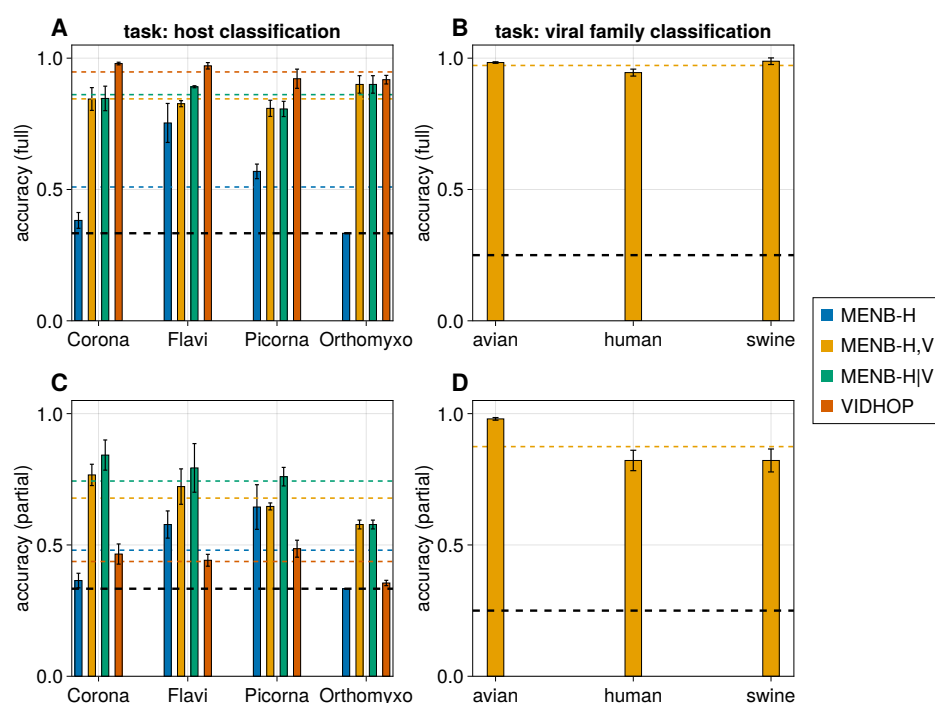 A task: host classification
1.0
0.5
0.0
accuracy (full)
Corona Flavi Picorna Orthomyxo
B task: viral family classification
1.0
0.5
0.0
accuracy (full)
avian human swine
MENB-H
MENB-H,V
MENB-H|V
VIDHOP
C
1.0
0.5
0.0
accuracy (partial)
Corona Flavi Picorna Orthomyxo
D
1.0
0.5
0.0
accuracy (partial)
avian human swine